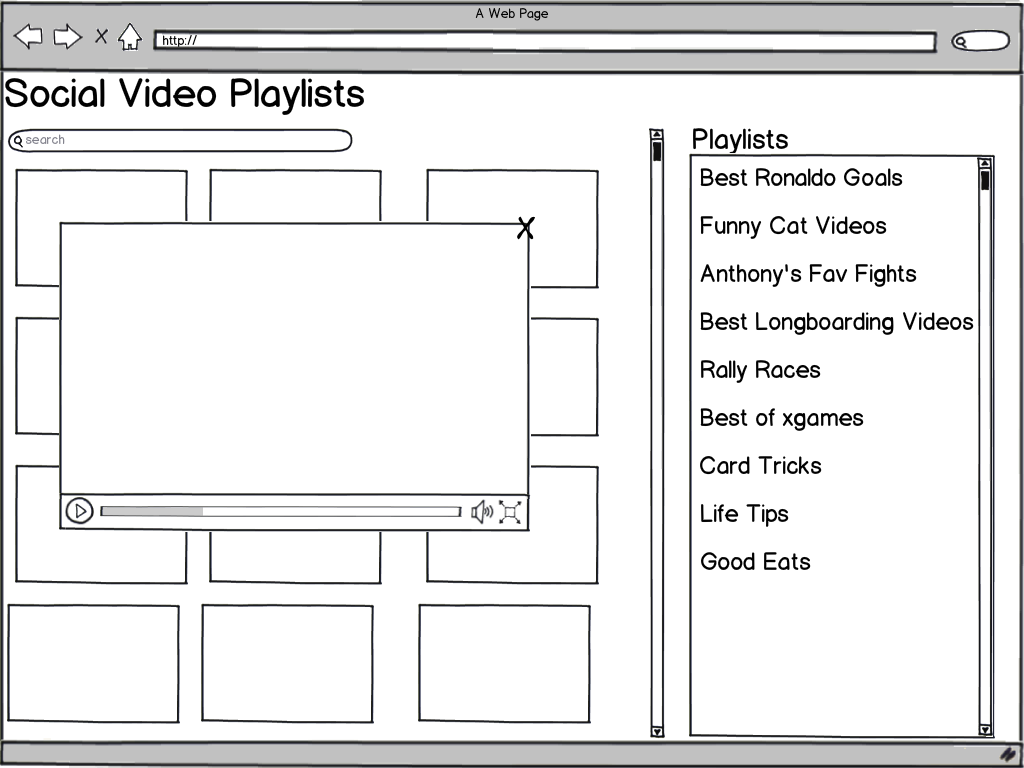 A Web Page
http://
Social Video Playlists
search
Playlists
Best Ronaldo Goals
Funny Cat Videos
Anthony's Fav Fights
Best Longboarding Videos
Rally Races
Best of xgames
Card Tricks
Life Tips
Good Eats